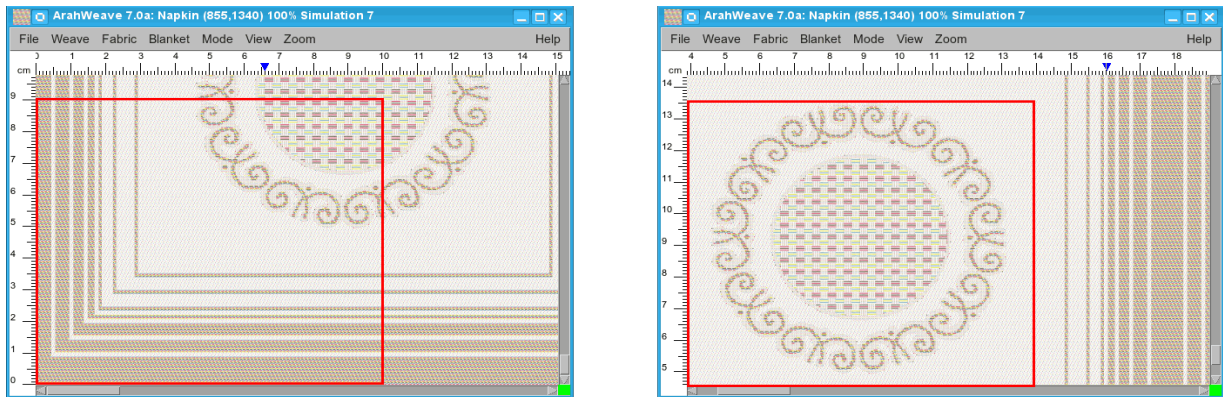 ArahWeave 7.0a: Napkin (855,1340) 100% Simulation 7
File Weave Fabric Blanket Mode View Zoom Help
0 1 2 3 4 5 6 7 8 9 10 11 12 13 14 15
cm
9
8
7
6
5
4
3
2
1
0
ArahWeave 7.0a: Napkin (855,1340) 100% Simulation 7
File Weave Fabric Blanket Mode View Zoom Help
4 5 6 7 8 9 10 11 12 13 14 15 16 17 18
cm
14
13
12
11
10
9
8
7
6
5